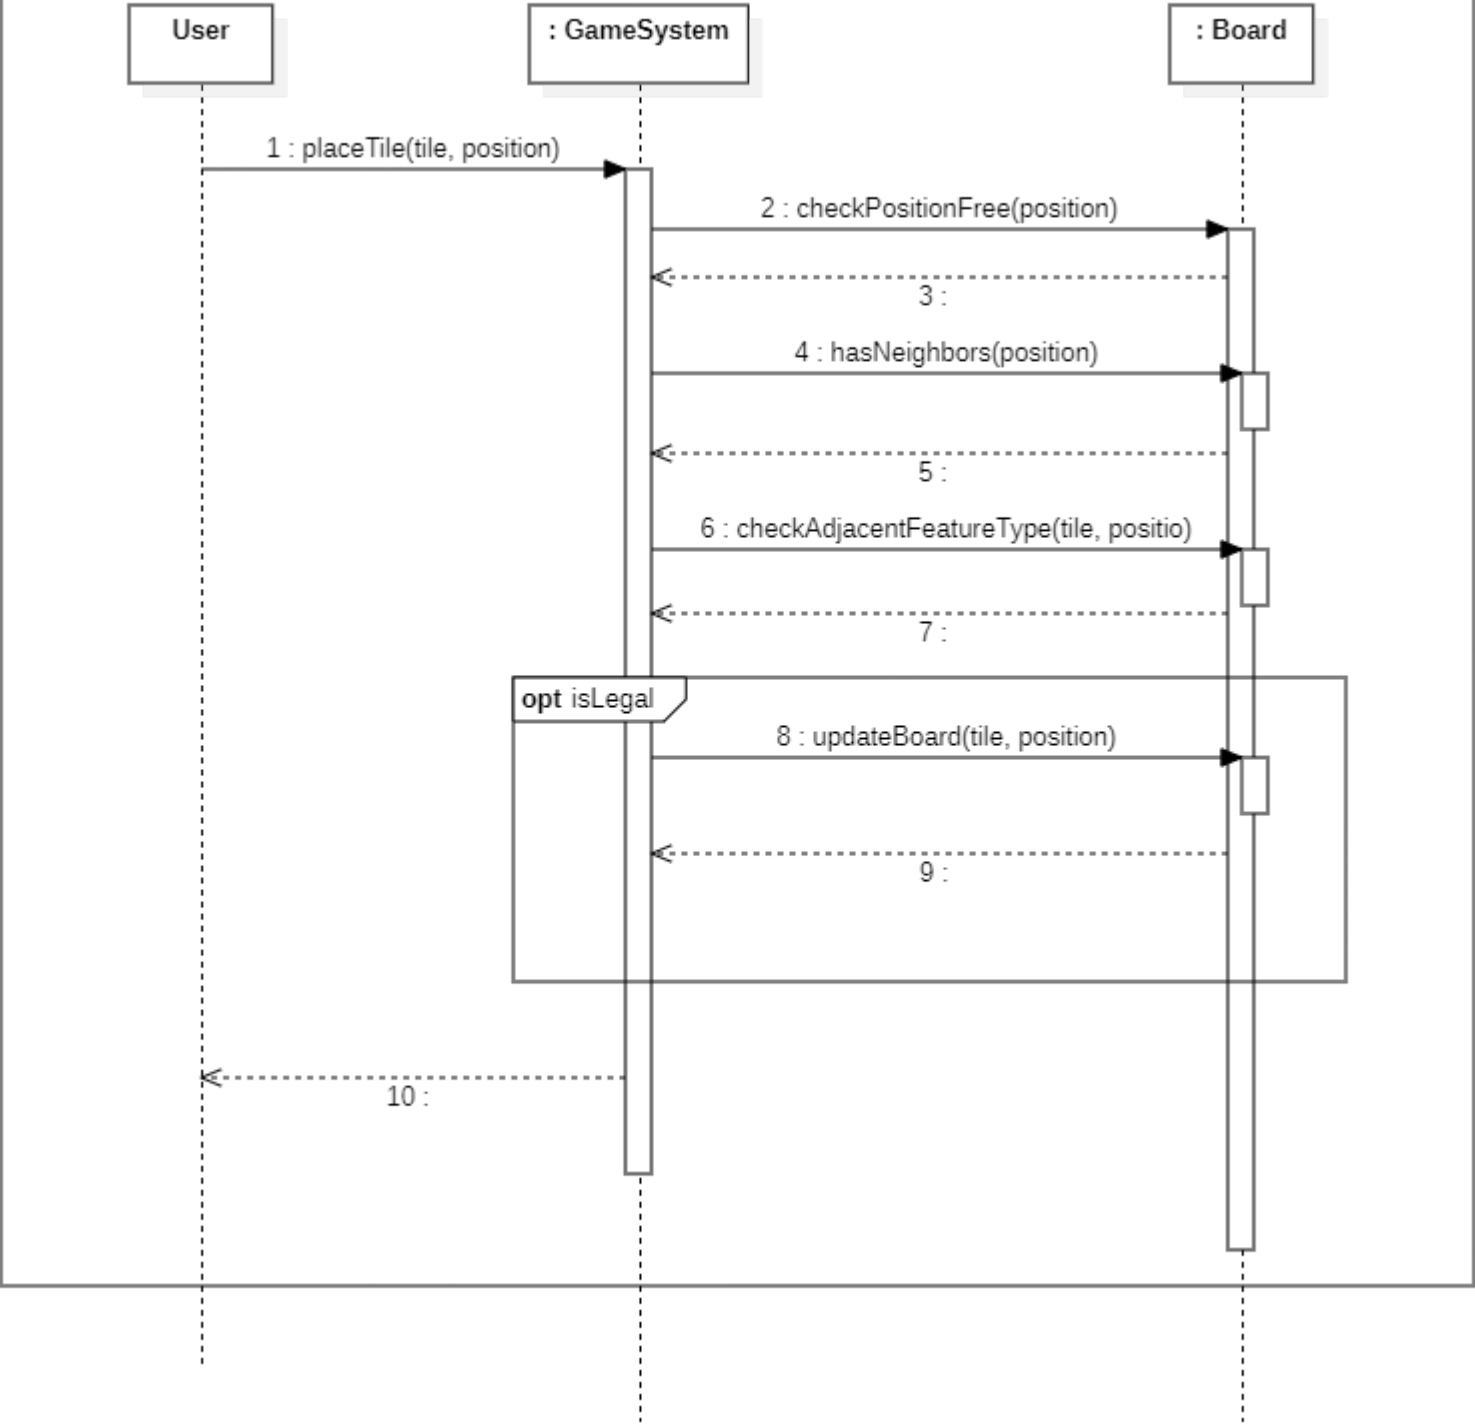 User
: GameSystem
: Board
1 : placeTile(tile, position)
2 : checkPositionFree(position)
3 :
4 : hasNeighbors(position)
5 :
6 : checkAdjacentFeatureType(tile, positio)
7 :
opt isLegal
8 : updateBoard(tile, position)
9 :
10 :